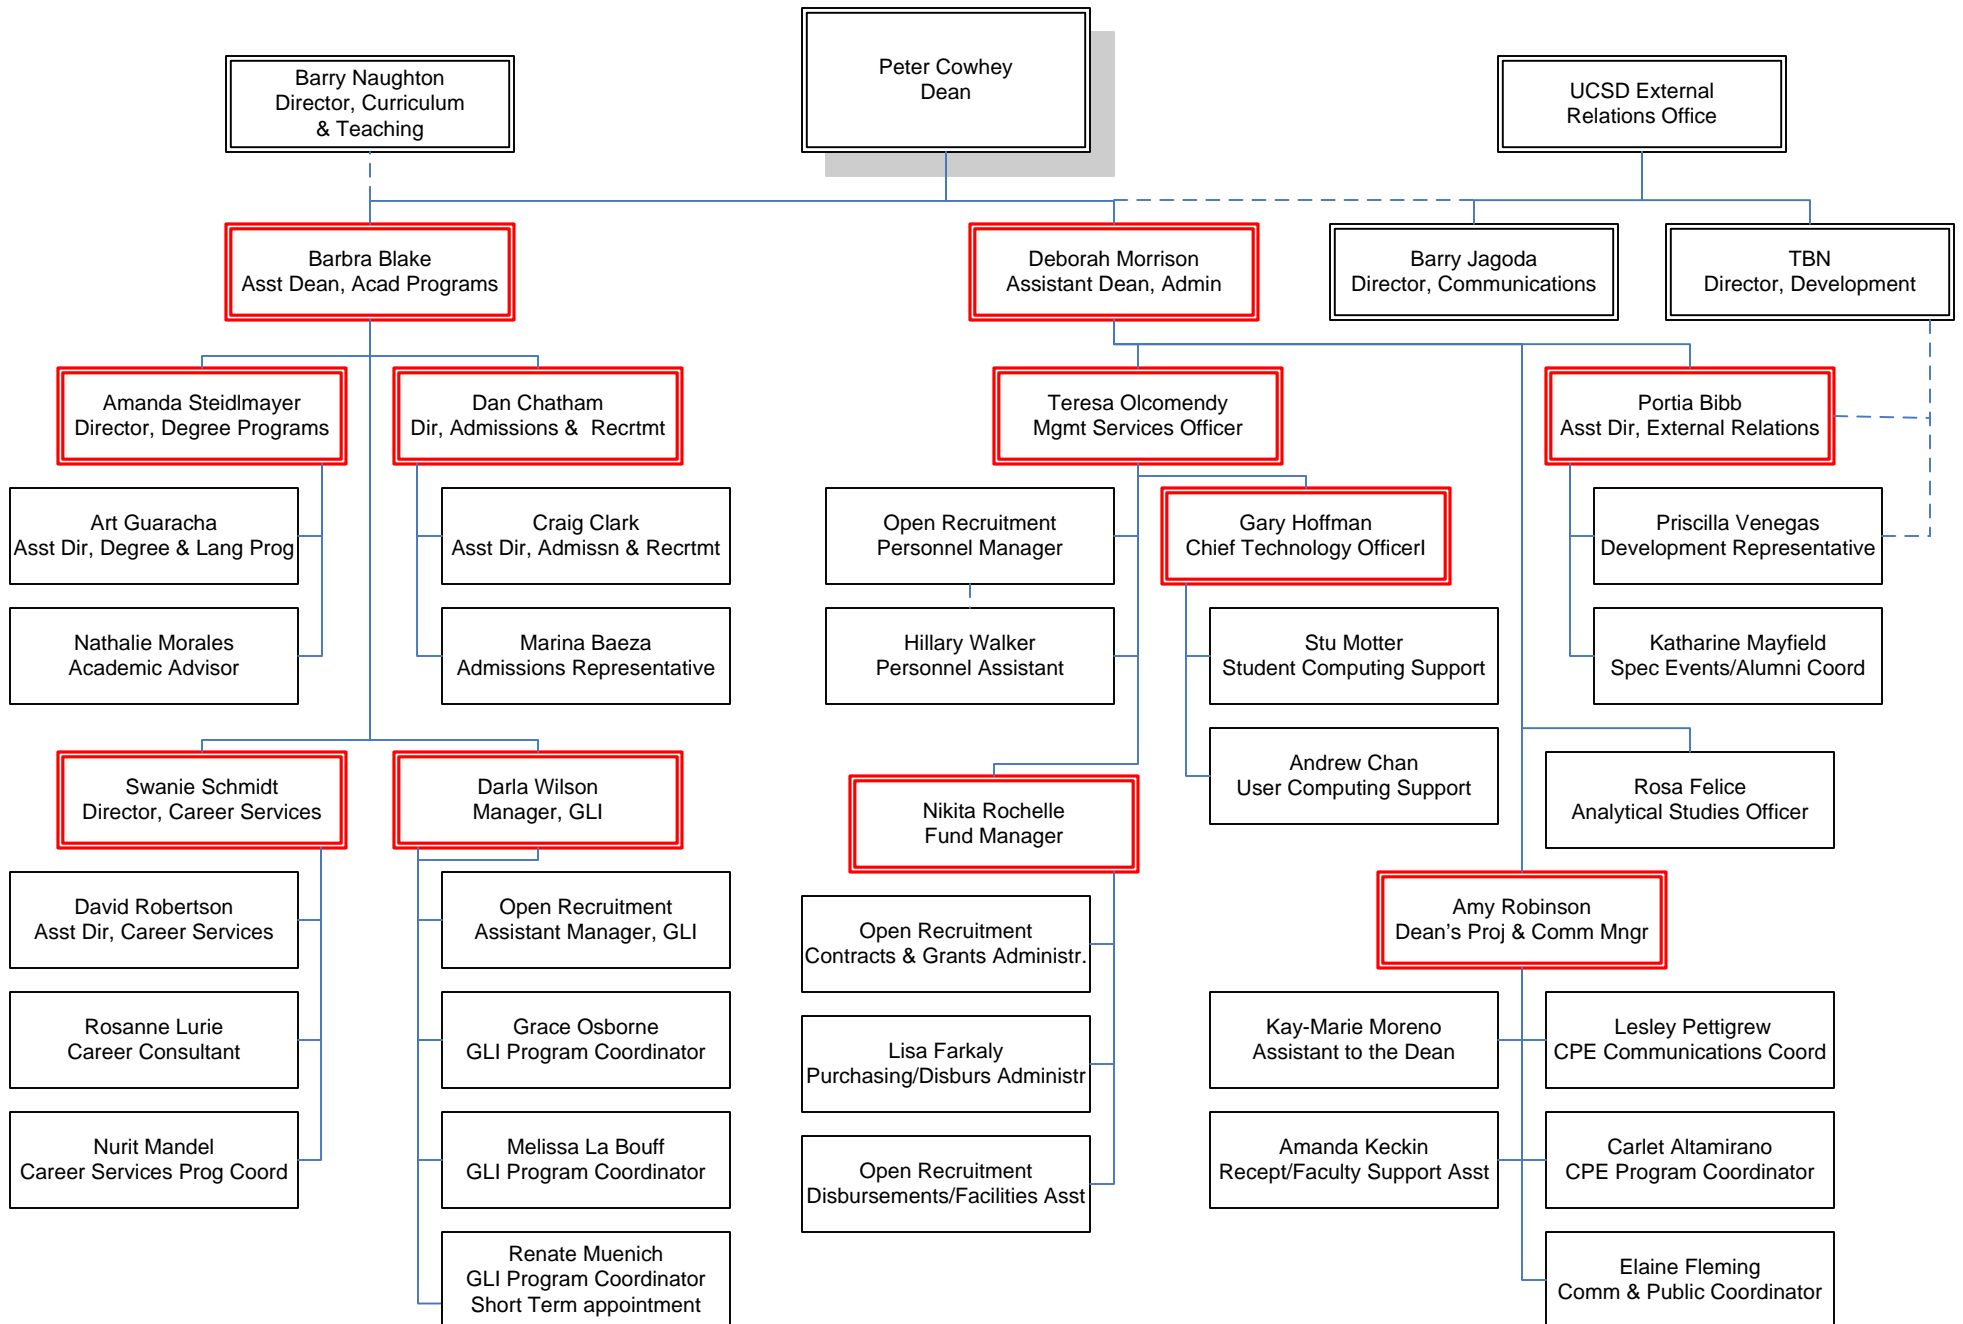 Peter Cowhey
Dean
Barry Naughton
Director, Curriculum
& Teaching
UCSD External
Relations Office
Barbra Blake
Asst Dean, Acad Programs
Deborah Morrison
Assistant Dean, Admin
Barry Jagoda
Director, Communications
TBN
Director, Development
Amanda Steidlmayer
Director, Degree Programs
Dan Chatham
Dir, Admissions &  Recrtmt
Teresa Olcomendy
Mgmt Services Officer
Portia Bibb
Asst Dir, External Relations
Art Guaracha
Asst Dir, Degree & Lang Prog
Craig Clark
Asst Dir, Admissn & Recrtmt
Open Recruitment
Personnel Manager
Gary Hoffman
Chief Technology OfficerI
Priscilla Venegas
Development Representative
Nathalie Morales
Academic Advisor
Marina Baeza
Admissions Representative
Hillary Walker
Personnel Assistant
Stu Motter
Student Computing Support
Katharine Mayfield
Spec Events/Alumni Coord
Swanie Schmidt
Director, Career Services
Darla Wilson
Manager, GLI
Nikita Rochelle
Fund Manager
Andrew Chan
User Computing Support
Rosa Felice
Analytical Studies Officer
David Robertson
Asst Dir, Career Services
Open Recruitment
Assistant Manager, GLI
Open Recruitment
Contracts & Grants Administr.
Amy Robinson
Dean's Proj & Comm Mngr
Rosanne Lurie
Career Consultant
Grace Osborne
GLI Program Coordinator
Lisa Farkaly
Purchasing/Disburs Administr
Kay-Marie Moreno
Assistant to the Dean
Lesley Pettigrew
CPE Communications Coord
Nurit Mandel
Career Services Prog Coord
Melissa La Bouff
GLI Program Coordinator
Open Recruitment
Disbursements/Facilities Asst
Amanda Keckin
Recept/Faculty Support Asst
Carlet Altamirano
CPE Program Coordinator
Renate Muenich
GLI Program Coordinator
Short Term appointment
Elaine Fleming
Comm & Public Coordinator